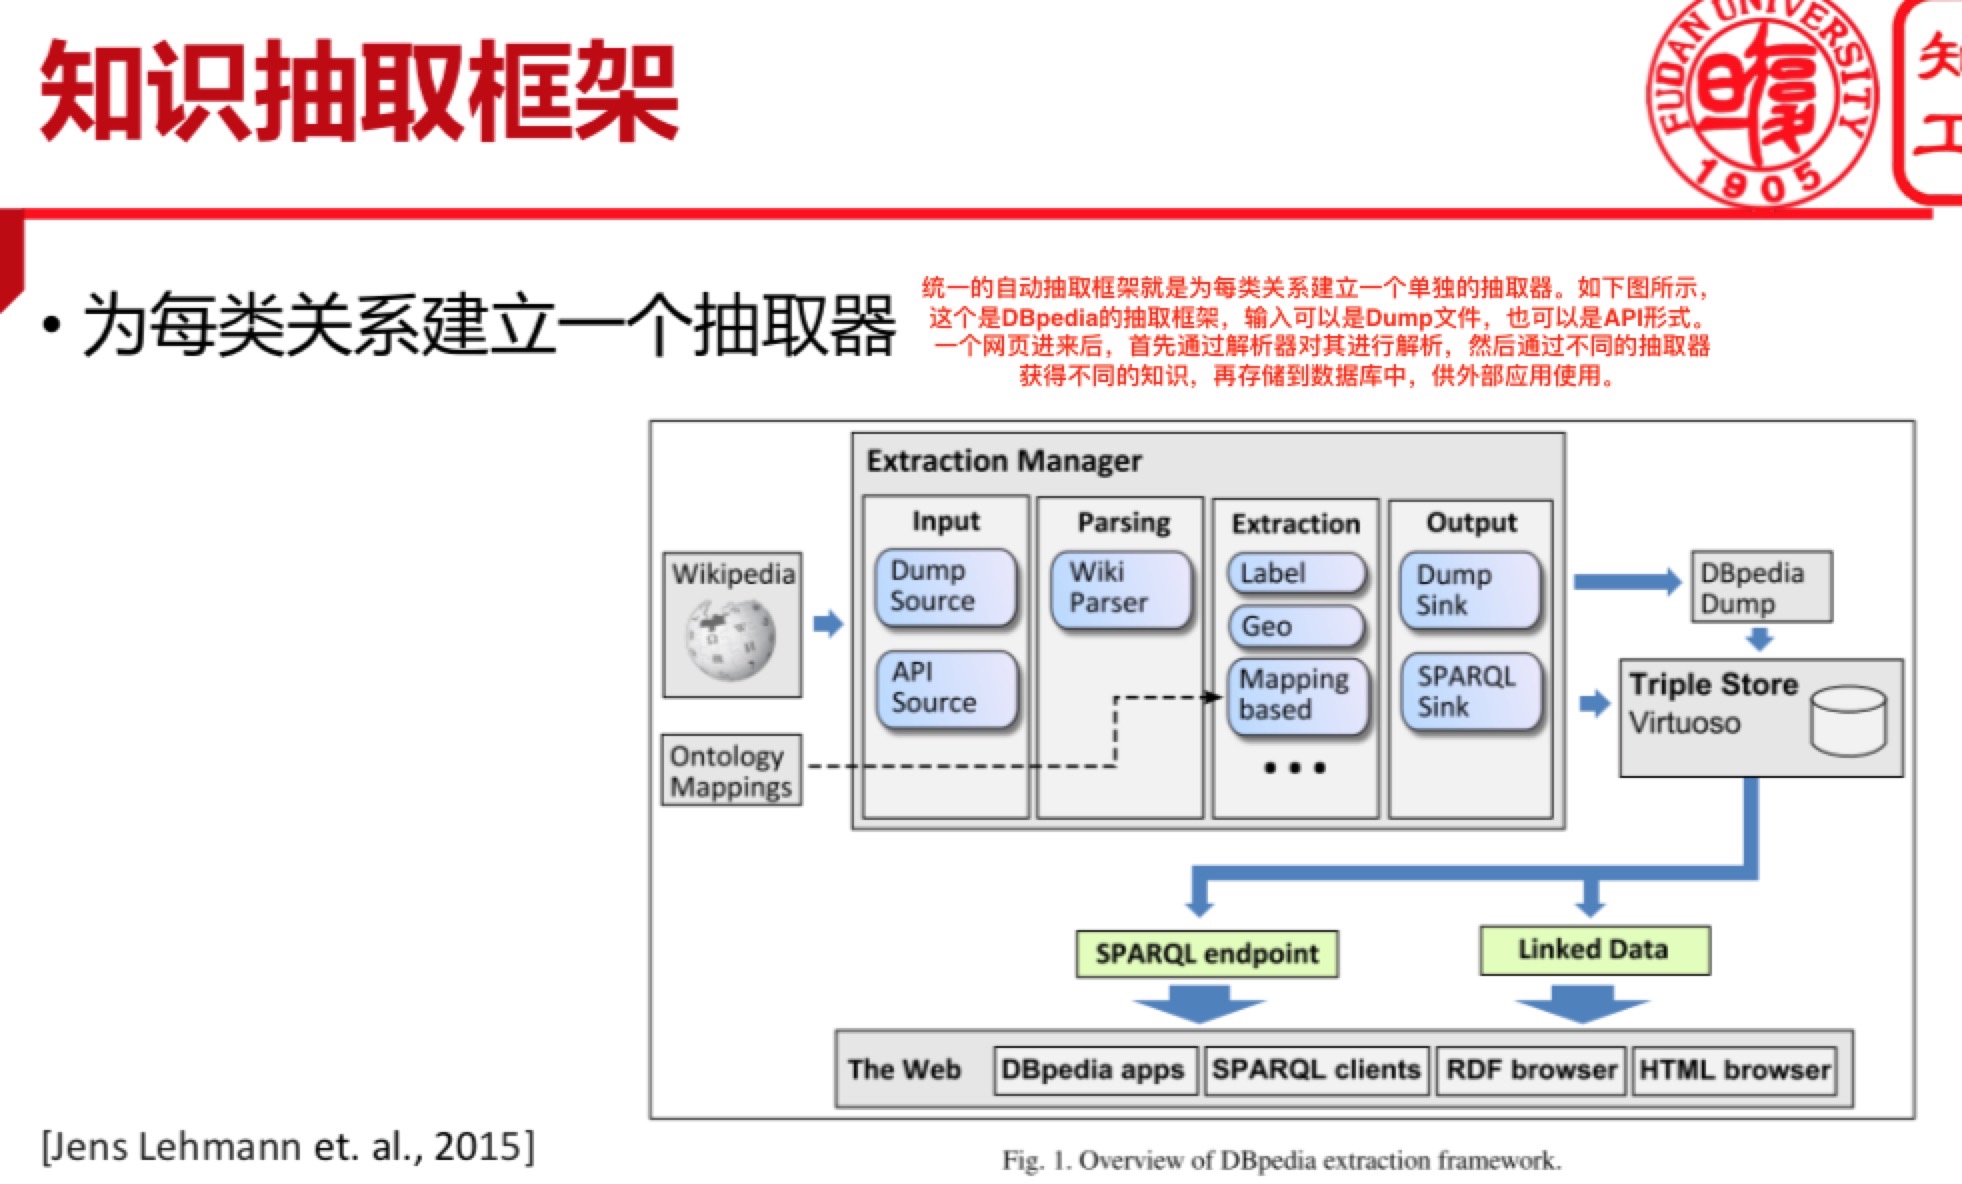 知识抽取框架
FUDAN UNIVERSITY
1905
• 为每类关系建立一个抽取器
统一的自动抽取框架就是为每类关系建立一个单独的抽取器。如下图所示，
这个是DBpedia的抽取框架，输入可以是Dump文件，也可以是API形式。
一个网页进来后，首先通过解析器对其进行解析，然后通过不同的抽取器
获得不同的知识，再存储到数据库中，供外部应用使用。
Extraction Manager
Input
Parsing
Extraction
Output
Wikipedia
Dump
Source
API
Source
Wiki
Parser
Label
Geo
Mapping
based
...
Dump
Sink
SPARQL
Sink
Ontology
Mappings
DBpedia
Dump
Triple Store
Virtuoso
SPARQL endpoint
Linked Data
The Web
DBpedia apps
SPARQL clients
RDF browser
HTML browser
[Jens Lehmann et. al., 2015]
Fig. 1. Overview of DBpedia extraction framework.